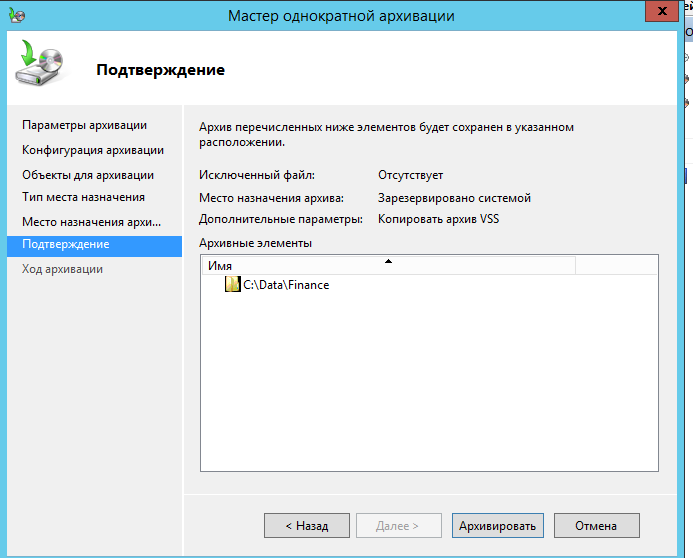 Мастер однократной архивации
x
Подтверждение
Параметры архивации
Конфигурация архивации
Объекты для архивации
Тип места назначения
Место назначения архи...
Подтверждение
Ход архивации
Архив перечисленных ниже элементов будет сохранен в указанном
расположении.
Исключенный файл: Отсутствует
Место назначения архива: Зарезервировано системой
Дополнительные параметры: Копировать архив VSS
Архивные элементы
Имя
C:\Data\Finance
< Назад
Далее >
Архивировать
Отмена